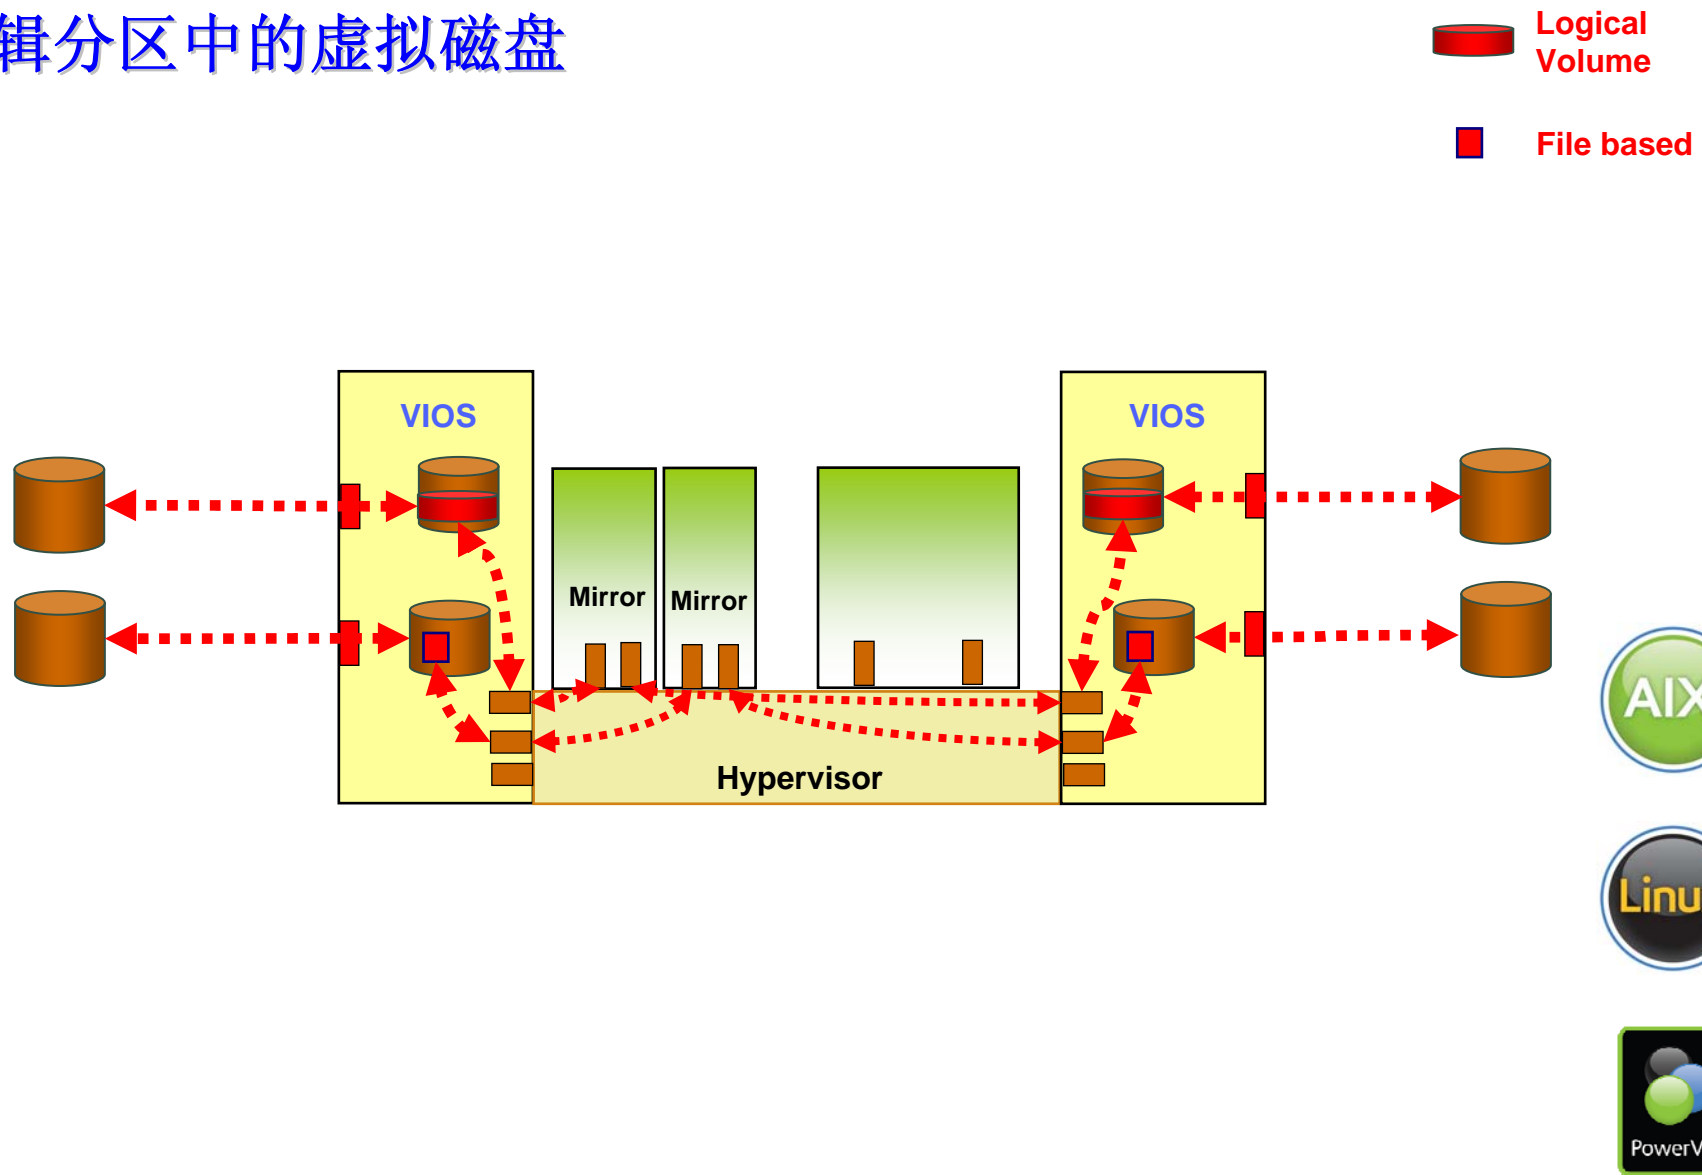 辑分区中的虚拟磁盘
Logical
Volume
File based
VIOS
VIOS
Mirror
Mirror
Hypervisor
AIX
Linu
PowerV